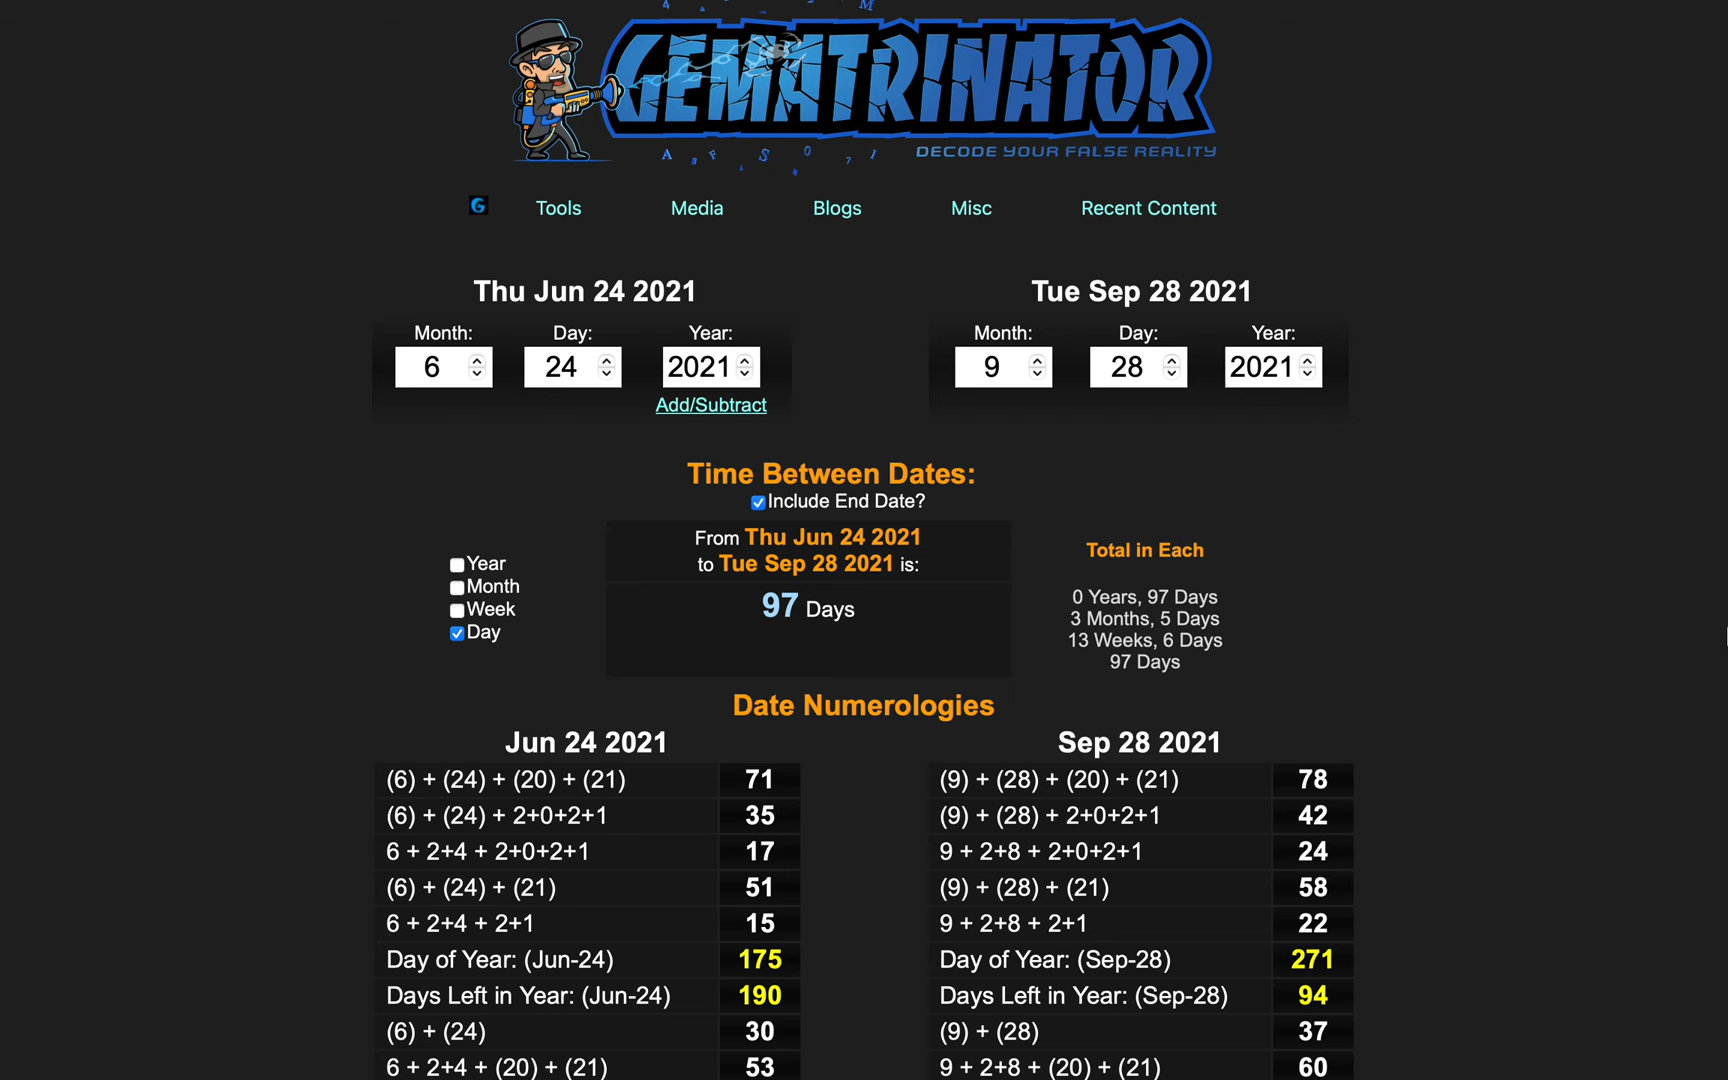 GEMATRINATOR
DECODE YOUR FALSE REALITY
G Tools Media Blogs Misc Recent Content
Thu Jun 24 2021
Month: Day: Year:
6 24 2021
Add/Subtract
Tue Sep 28 2021
Month: Day: Year:
9 28 2021
Time Between Dates:
Include End Date?
Year
Month
Week
Day
From Thu Jun 24 2021
to Tue Sep 28 2021 is:
97 Days
Total in Each
0 Years, 97 Days
3 Months, 5 Days
13 Weeks, 6 Days
97 Days
Date Numerologies
Jun 24 2021
(6) + (24) + (20) + (21) 71
(6) + (24) + 2+0+2+1 35
6 + 2+4 + 2+0+2+1 17
(6) + (24) + (21) 51
6 + 2+4 + 2+1 15
Day of Year: (Jun-24) 175
Days Left in Year: (Jun-24) 190
(6) + (24) 30
6 + 2+4 + (20) + (21) 53
Sep 28 2021
(9) + (28) + (20) + (21) 78
(9) + (28) + 2+0+2+1 42
9 + 2+8 + 2+0+2+1 24
(9) + (28) + (21) 58
9 + 2+8 + 2+1 22
Day of Year: (Sep-28) 271
Days Left in Year: (Sep-28) 94
(9) + (28) 37
9 + 2+8 + (20) + (21) 60